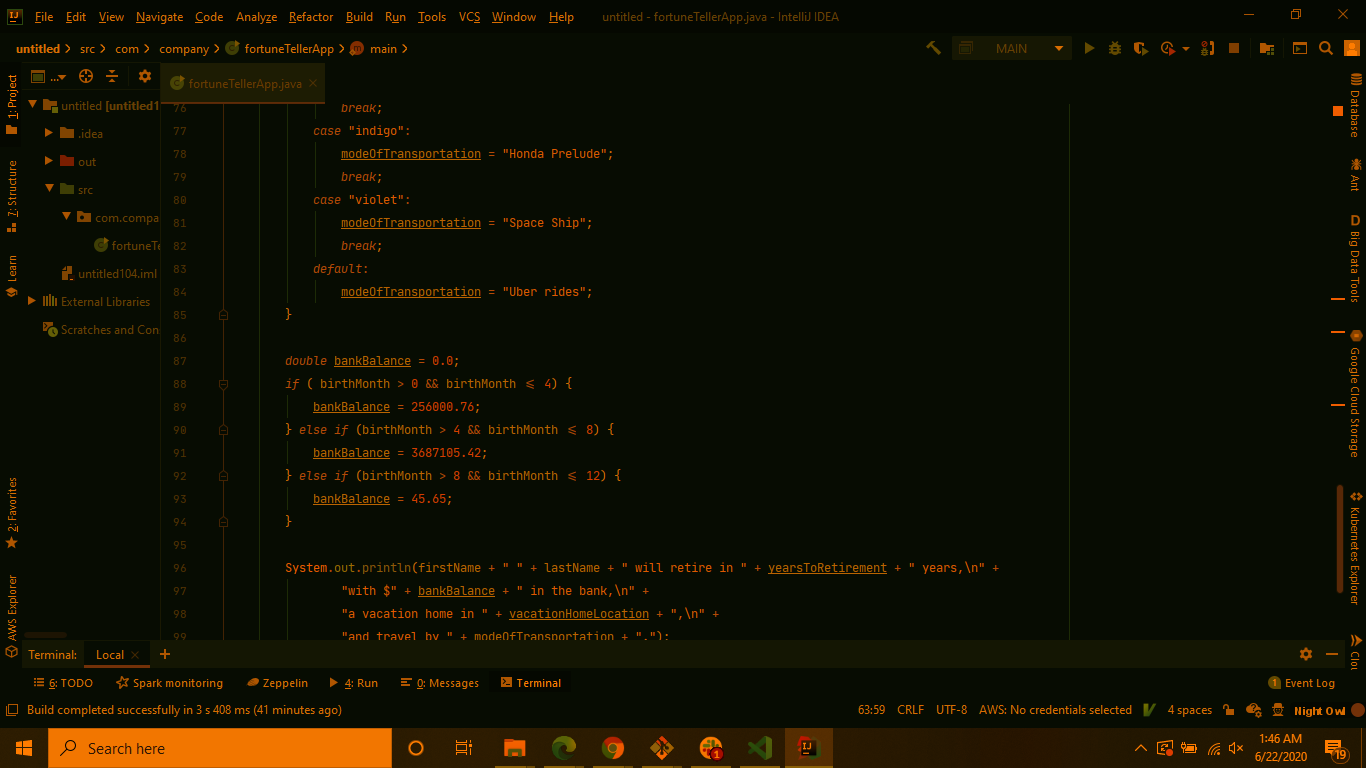 File Edit View Navigate Code Analyze Refactor Build Run Tools VCS Window Help untitled - fortuneTellerApp.java - IntelliJ IDEA
untitled src com company fortuneTellerApp main MAIN
... fortuneTellerApp.java
1: Project
7: Structure
Learn
2: Favorites
AWS Explorer
untitled [untitled1
.idea
out
src
com.compa
fortuneTe
untitled104.iml
External Libraries
Scratches and Con
76 break;
77 case "indigo":
78 modeOfTransportation = "Honda Prelude";
79 break;
80 case "violet":
81 modeOfTransportation = "Space Ship";
82 break;
83 default:
84 modeOfTransportation = "Uber rides";
85 }
86
87 double bankBalance = 0.0;
88 if ( birthMonth > 0 && birthMonth ≤ 4) {
89 bankBalance = 256000.76;
90 } else if (birthMonth > 4 && birthMonth ≤ 8) {
91 bankBalance = 3687105.42;
92 } else if (birthMonth > 8 && birthMonth ≤ 12) {
93 bankBalance = 45.65;
94 }
95
96 System.out.println(firstName + " " + lastName + " will retire in " + yearsToRetirement + " years,\n" +
97 "with $" + bankBalance + " in the bank,\n" +
98 "a vacation home in " + vacationHomeLocation + ",\n" +
99 "and travel by " + modeOfTransportation + ".");
Database
Ant
D Big Data Tools
Google Cloud Storage
Kubernetes Explorer
Clou
Terminal: Local × +
6: TODO Spark monitoring Zeppelin 4: Run 0: Messages Terminal 1 Event Log
Build completed successfully in 3 s 408 ms (41 minutes ago) 63:59 CRLF UTF-8 AWS: No credentials selected 4 spaces Night Owl
Search here 1 1:46 AM
6/22/2020 19